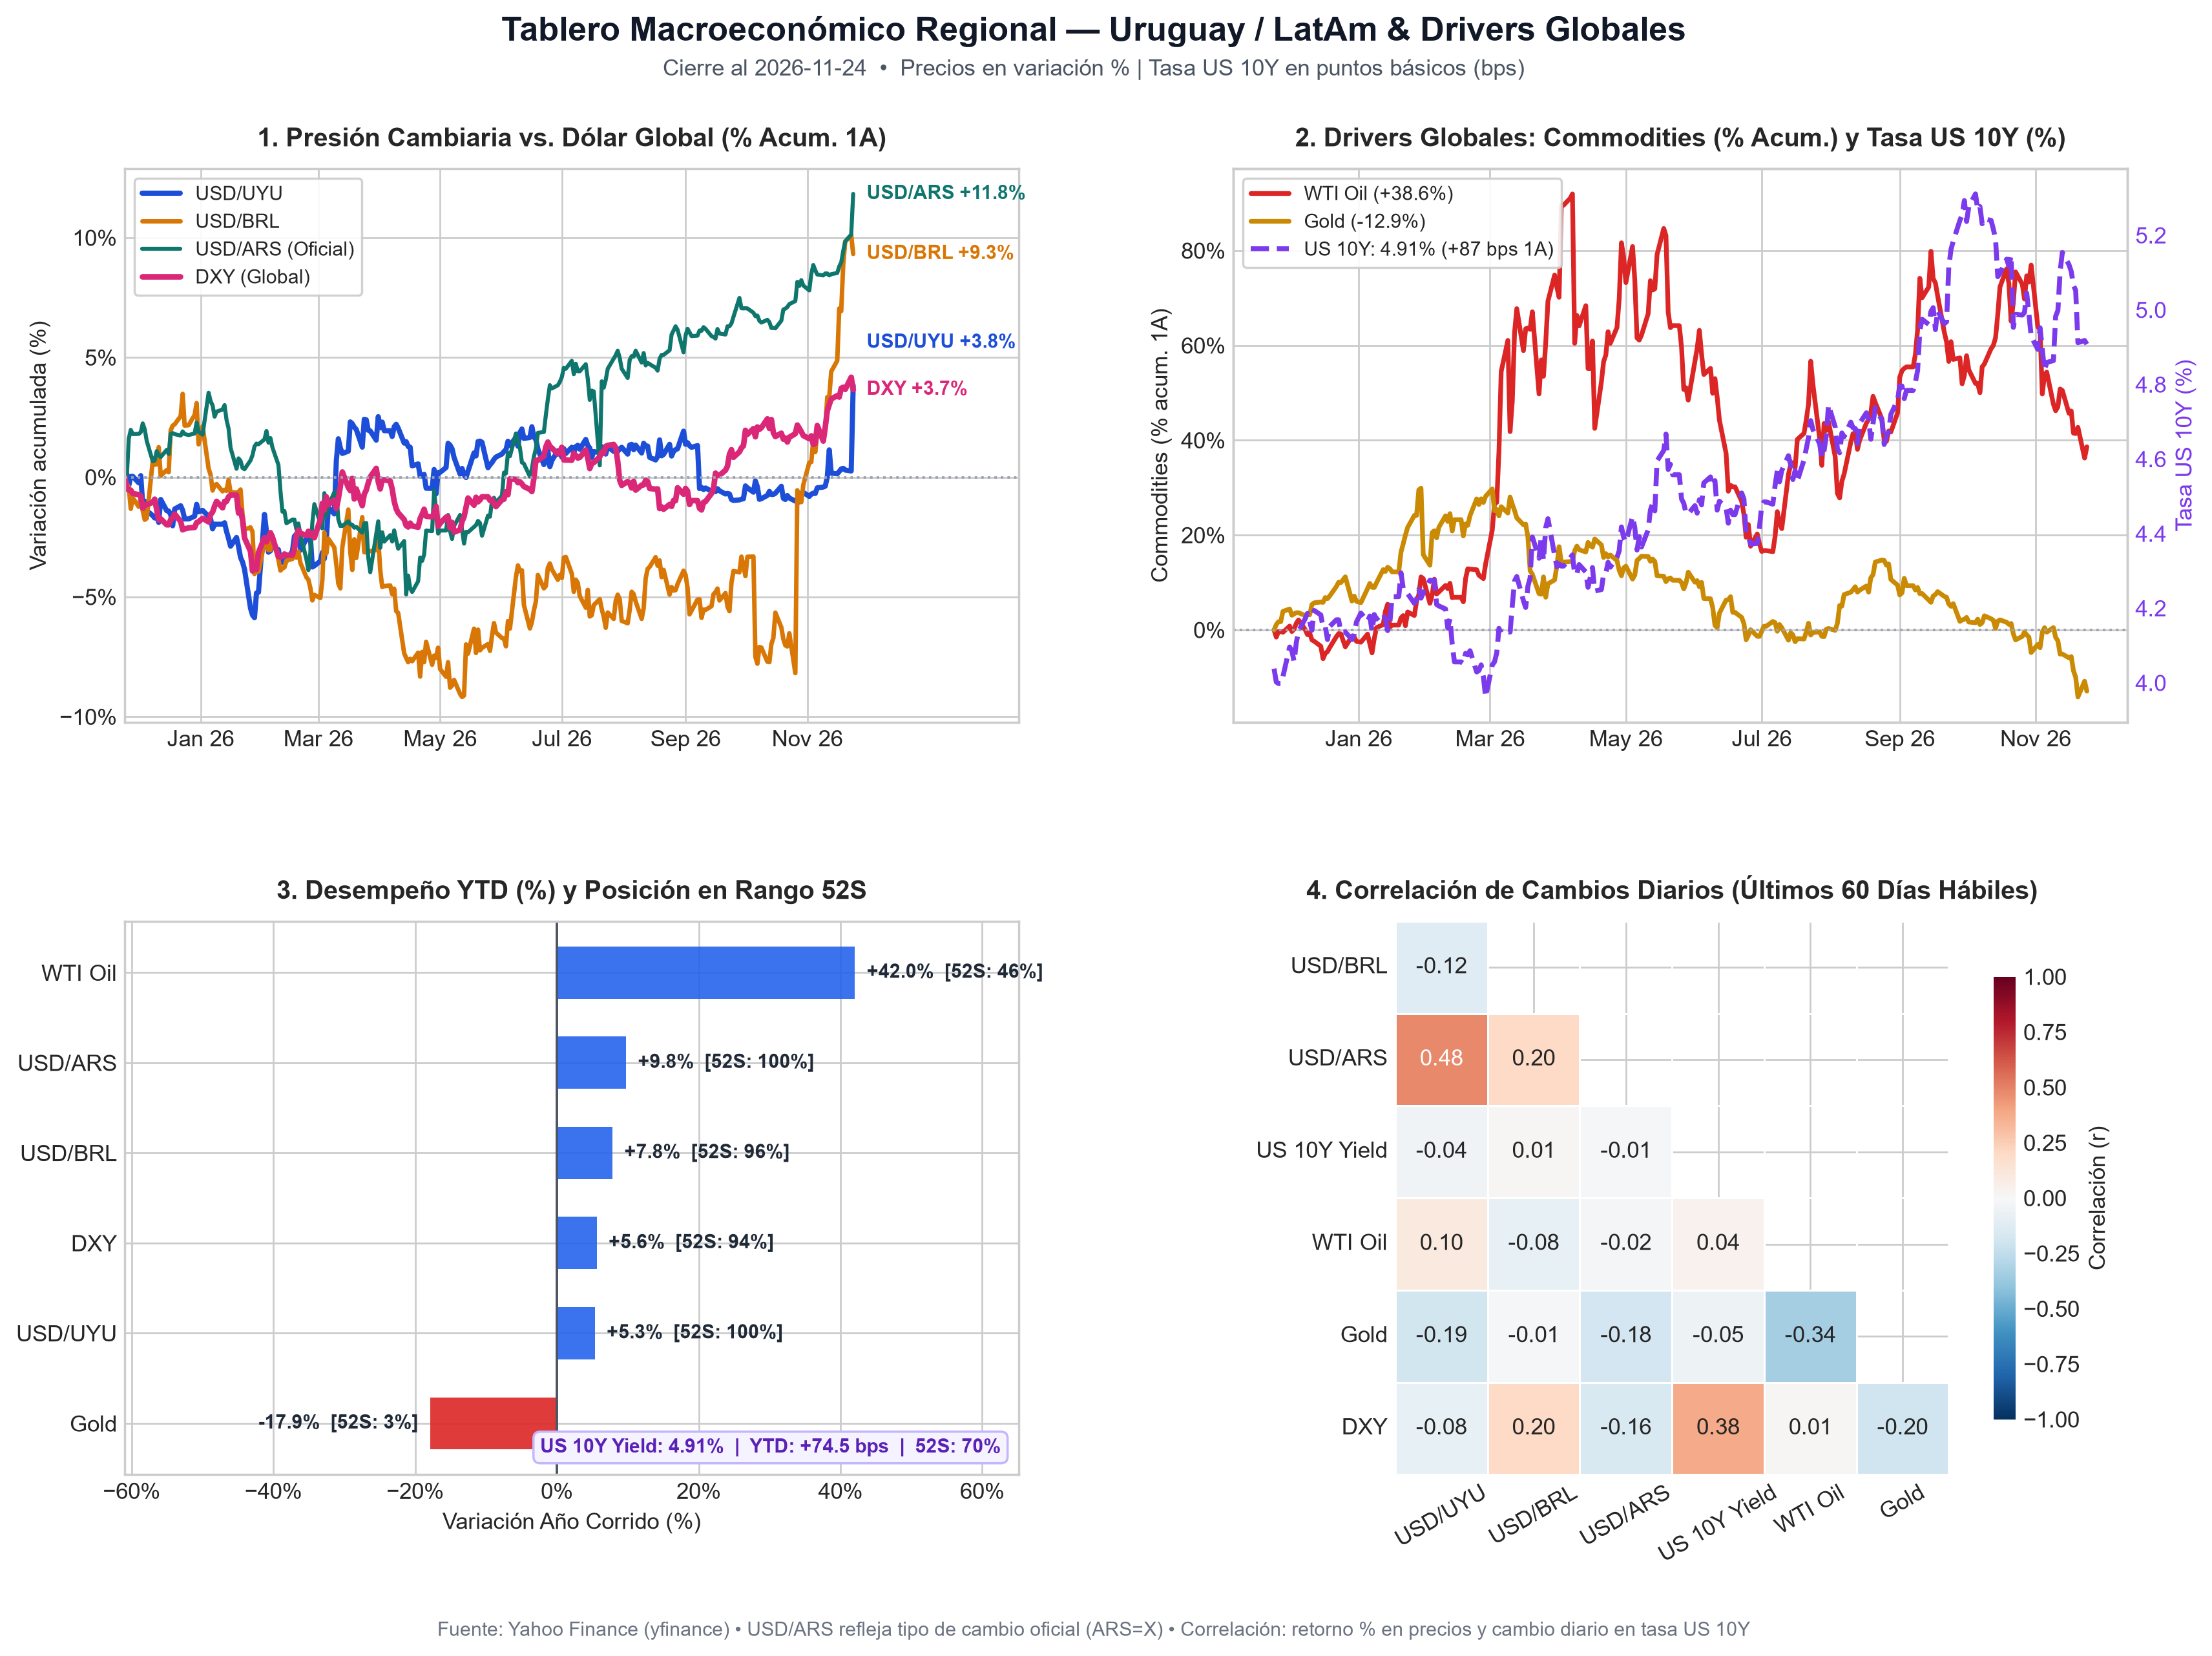 Tablero Macroeconómico Regional — Uruguay / LatAm & Drivers Globales
Cierre al 2026-11-24 • Precios en variación % | Tasa US 10Y en puntos básicos (bps)
1. Presión Cambiaria vs. Dólar Global (% Acum. 1A)
USD/UYU
USD/BRL
USD/ARS (Oficial)
DXY (Global)
USD/ARS +11.8%
USD/BRL +9.3%
USD/UYU +3.8%
DXY +3.7%
Variación acumulada (%)
10%
5%
0%
−5%
−10%
Jan 26
Mar 26
May 26
Jul 26
Sep 26
Nov 26
2. Drivers Globales: Commodities (% Acum.) y Tasa US 10Y (%)
WTI Oil (+38.6%)
Gold (-12.9%)
US 10Y: 4.91% (+87 bps 1A)
Commodities (% acum. 1A)
80%
60%
40%
20%
0%
5.2
5.0
4.8
4.6
4.4
4.2
4.0
Tasa US 10Y (%)
Jan 26
Mar 26
May 26
Jul 26
Sep 26
Nov 26
3. Desempeño YTD (%) y Posición en Rango 52S
WTI Oil
+42.0% [52S: 46%]
USD/ARS
+9.8% [52S: 100%]
USD/BRL
+7.8% [52S: 96%]
DXY
+5.6% [52S: 94%]
USD/UYU
+5.3% [52S: 100%]
Gold
-17.9% [52S: 3%]
US 10Y Yield: 4.91% | YTD: +74.5 bps | 52S: 70%
−60%
−40%
−20%
0%
20%
40%
60%
Variación Año Corrido (%)
4. Correlación de Cambios Diarios (Últimos 60 Días Hábiles)
USD/BRL -0.12
USD/ARS 0.48 0.20
US 10Y Yield -0.04 0.01 -0.01
WTI Oil 0.10 -0.08 -0.02 0.04
Gold -0.19 -0.01 -0.18 -0.05 -0.34
DXY -0.08 0.20 -0.16 0.38 0.01 -0.20
USD/UYU
USD/BRL
USD/ARS
US 10Y Yield
WTI Oil
Gold
1.00
0.75
0.50
0.25
0.00
−0.25
−0.50
−0.75
−1.00
Correlación (r)
Fuente: Yahoo Finance (yfinance) • USD/ARS refleja tipo de cambio oficial (ARS=X) • Correlación: retorno % en precios y cambio diario en tasa US 10Y